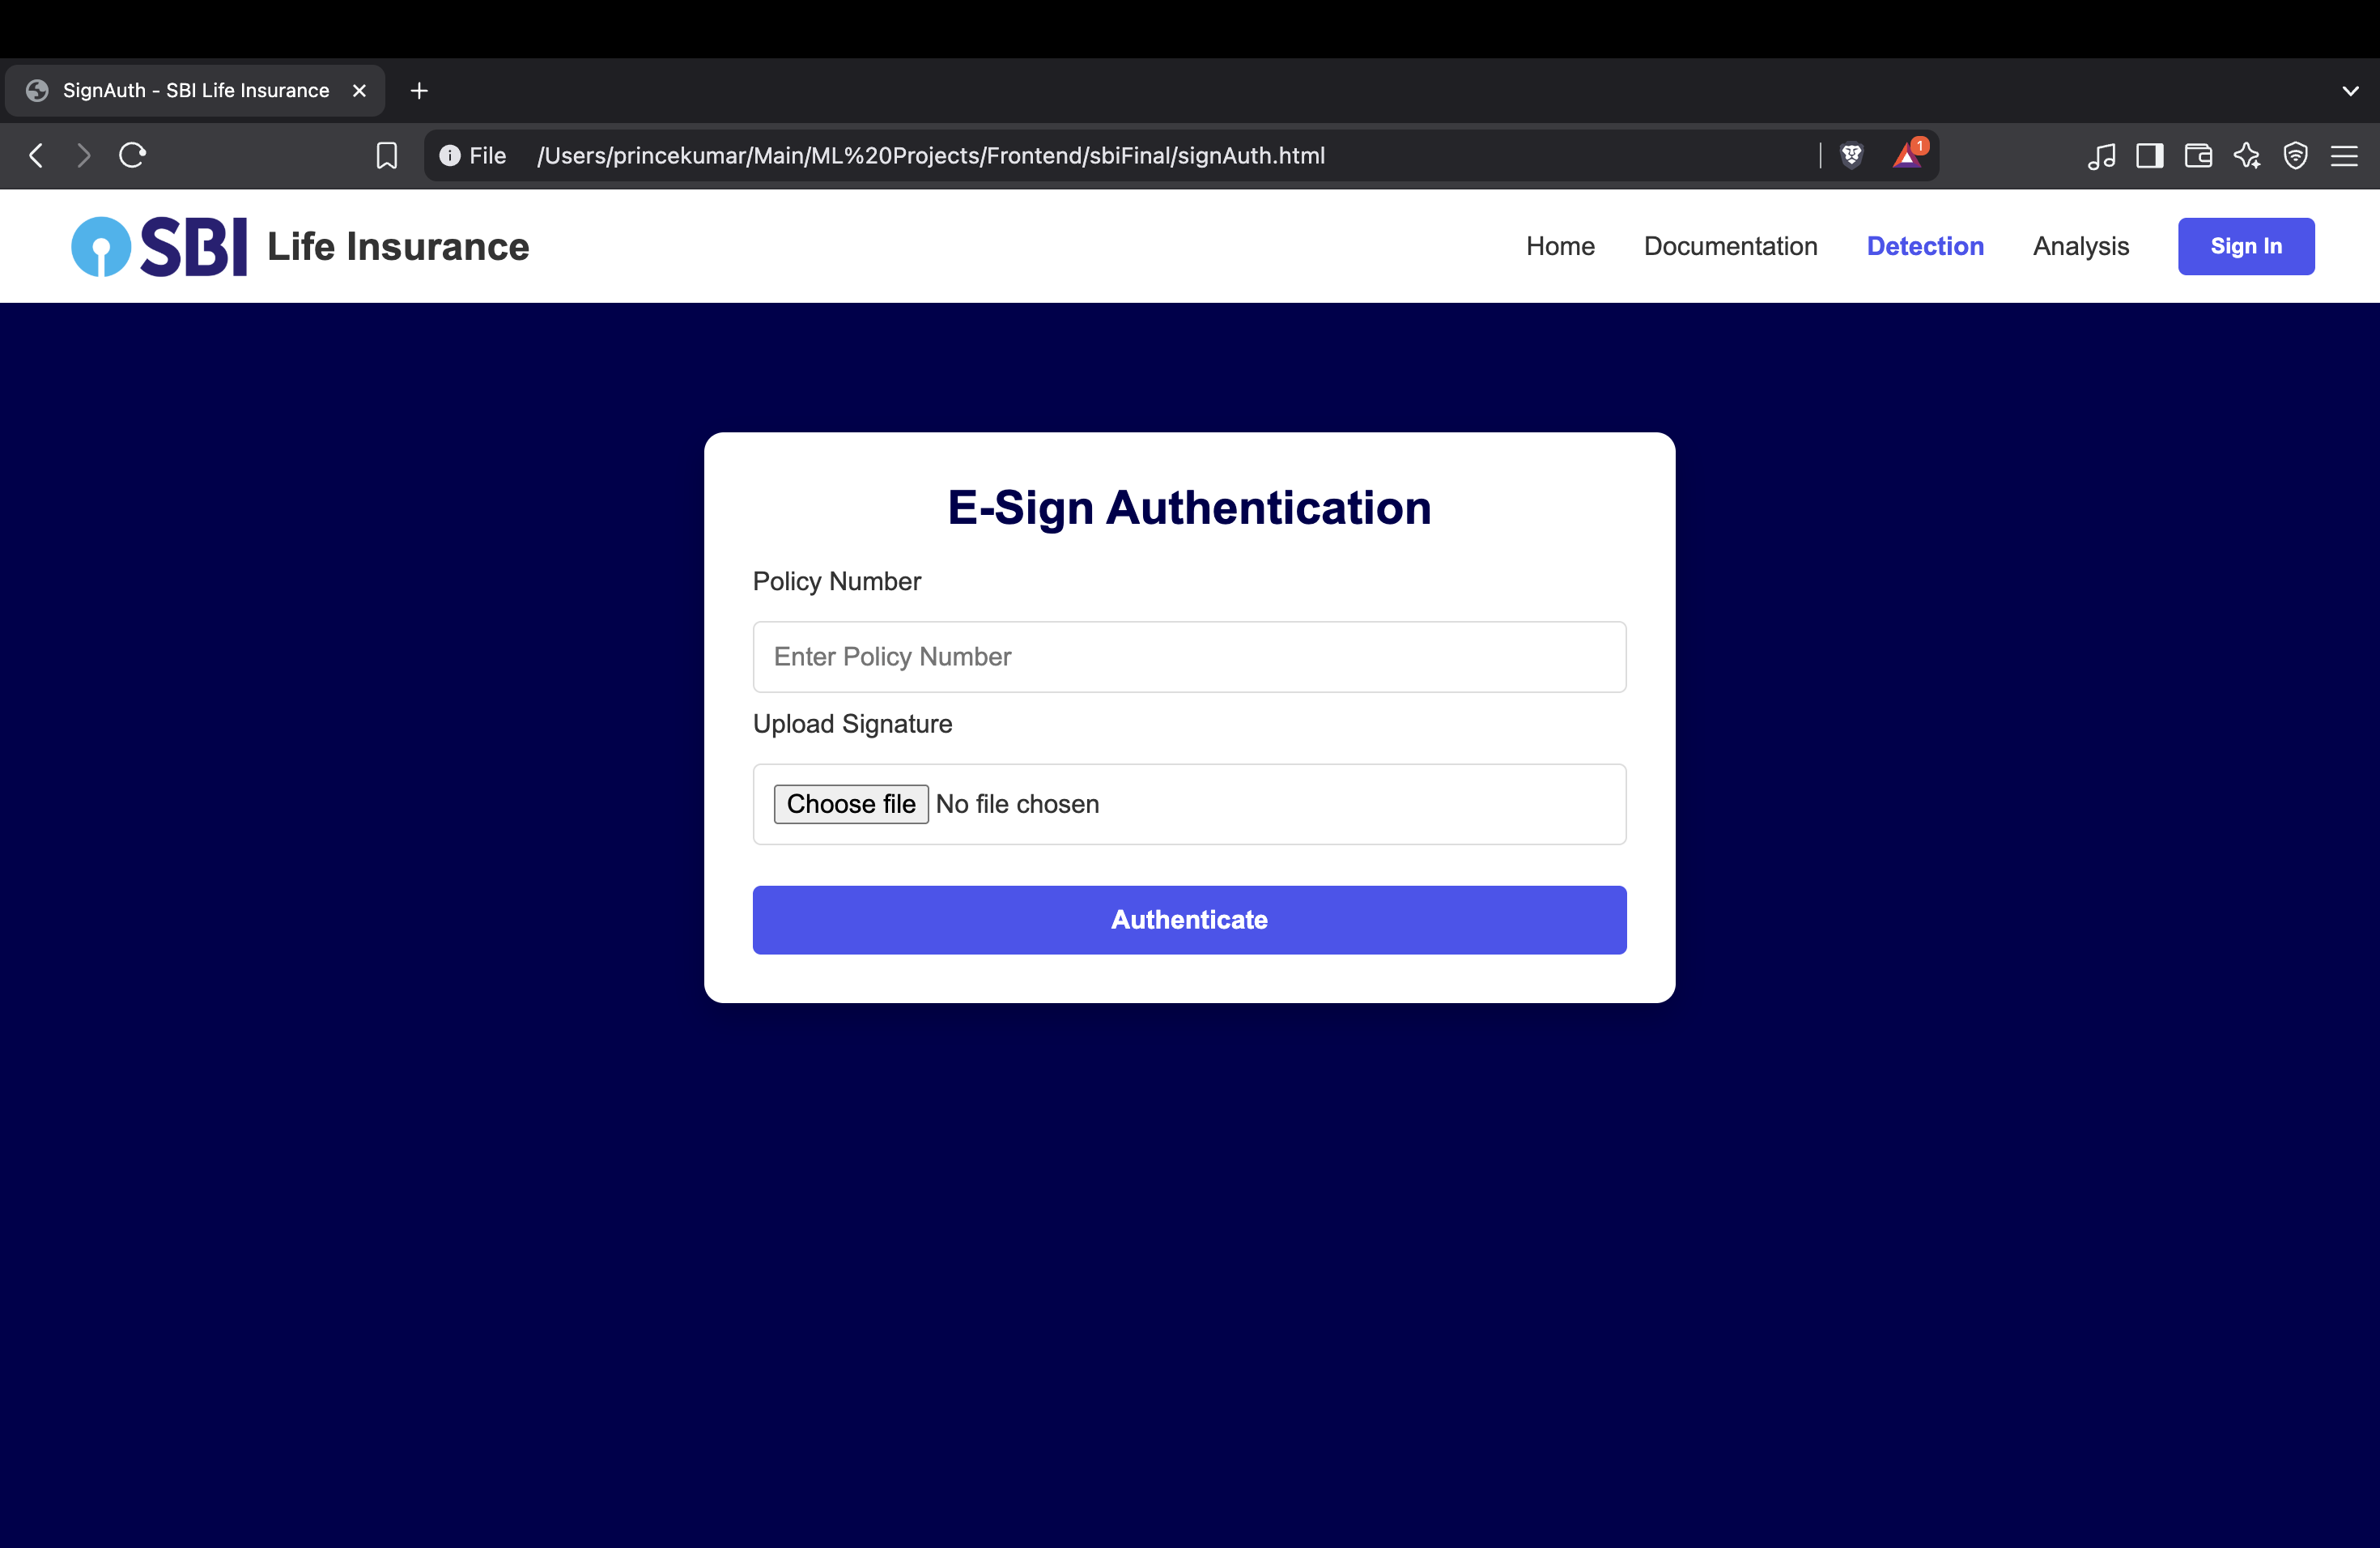 SignAuth - SBI Life Insurance
File /Users/princekumar/Main/ML%20Projects/Frontend/sbiFinal/signAuth.html
1
SBI Life Insurance
Home Documentation Detection Analysis Sign In
E-Sign Authentication
Policy Number
Enter Policy Number
Upload Signature
Choose file No file chosen
Authenticate